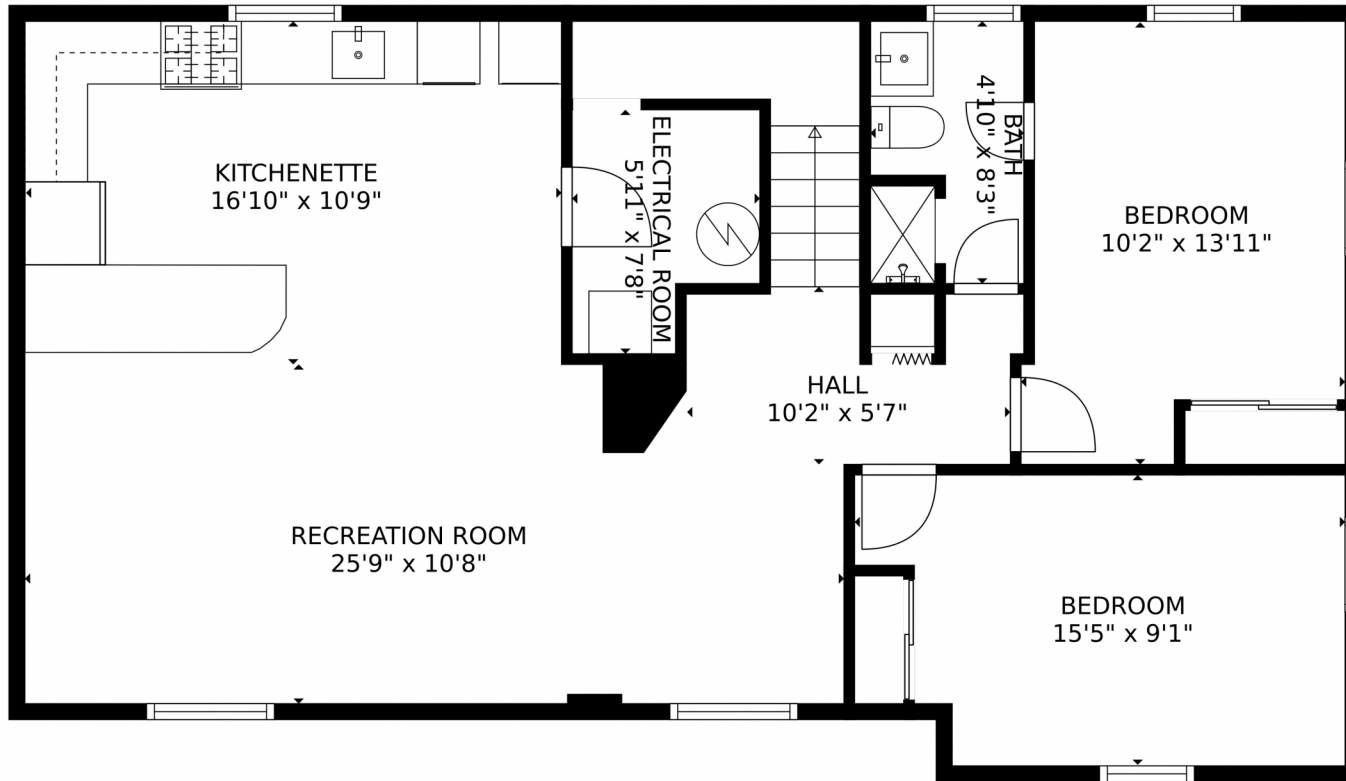 KITCHENETTE
16'10" x 10'9"
ELECTRICAL ROOM
5'11" x 7'8"
BATH
4'10" x 8'3"
BEDROOM
10'2" x 13'11"
HALL
10'2" x 5'7"
RECREATION ROOM
25'9" x 10'8"
BEDROOM
15'5" x 9'1"